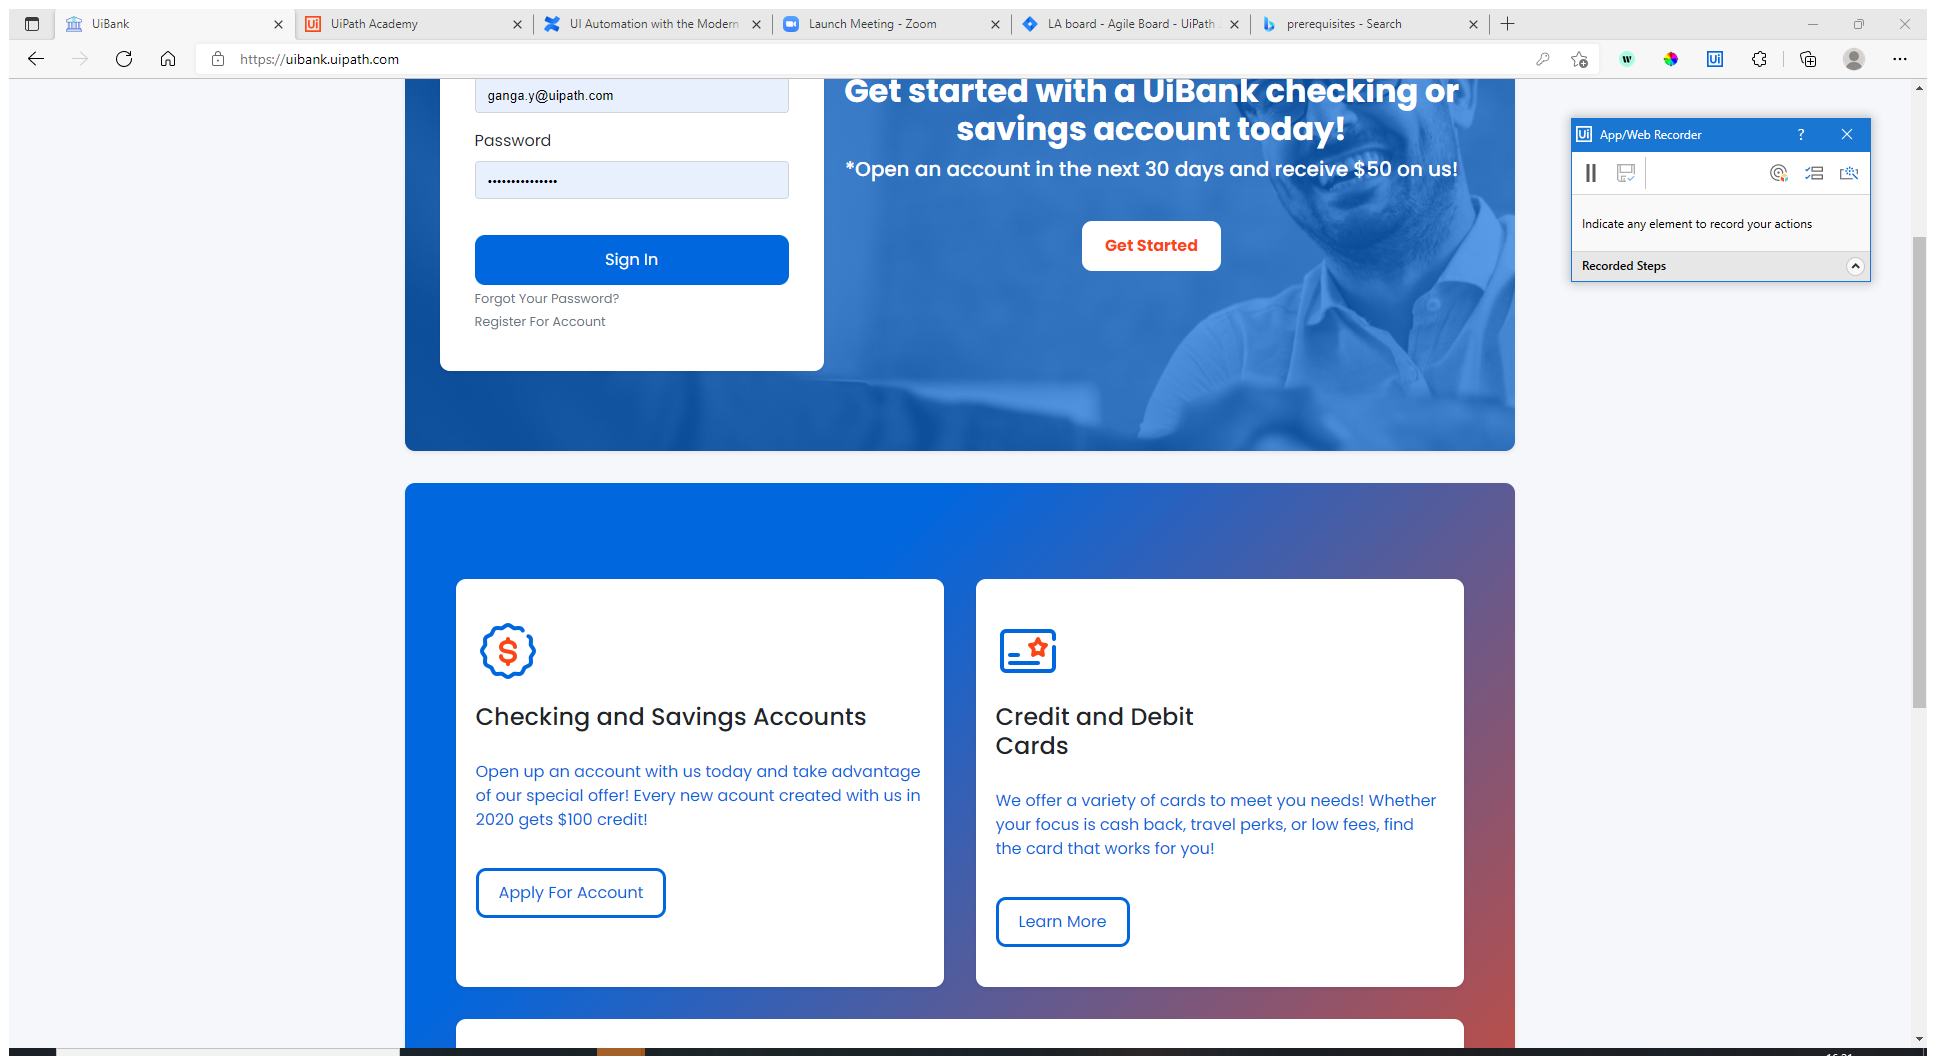 UiBank
UiPath Academy
UI Automation with the Modern
Launch Meeting - Zoom
LA board - Agile Board - UiPath
prerequisites - Search
https://uibank.uipath.com
w
Ui
ganga.y@uipath.com
Password
•••••••••••••••
Sign In
Forgot Your Password?
Register For Account
Get started with a UiBank checking or
savings account today!
*Open an account in the next 30 days and receive $50 on us!
Get Started
Ui App/Web Recorder ?
Indicate any element to record your actions
Recorded Steps
Checking and Savings Accounts
Open up an account with us today and take advantage
of our special offer! Every new acount created with us in
2020 gets $100 credit!
Apply For Account
Credit and Debit
Cards
We offer a variety of cards to meet you needs! Whether
your focus is cash back, travel perks, or low fees, find
the card that works for you!
Learn More